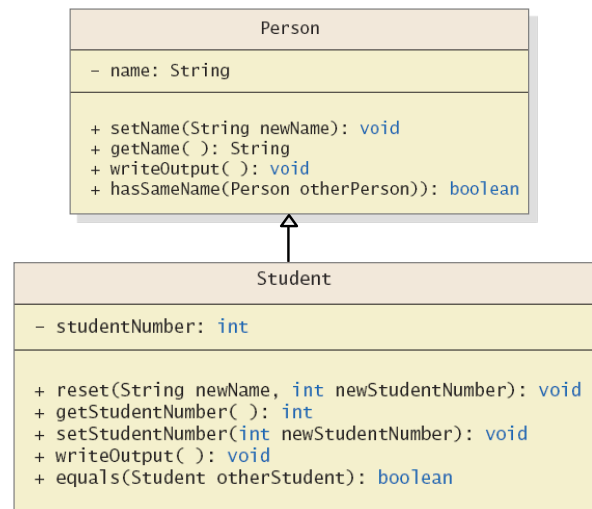 Person
- name: String
+ setName(String newName): void
+ getName( ): String
+ writeOutput( ): void
+ hasSameName(Person otherPerson)): boolean
Student
- studentNumber: int
+ reset(String newName, int newStudentNumber): void
+ getStudentNumber( ): int
+ setStudentNumber(int newStudentNumber): void
+ writeOutput( ): void
+ equals(Student otherStudent): boolean